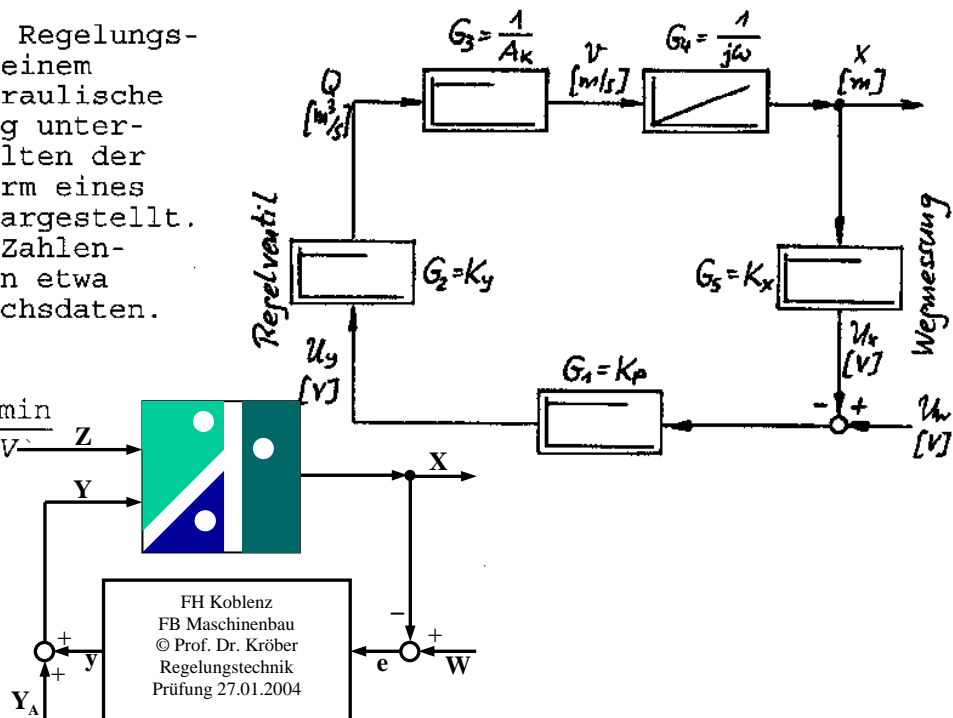 Regelungs-
einem
raulische
g unter-
lten der
rm eines
argestellt.
Zahlen-
n etwa
chsdaten.
min
V
G₃ = 1/A_K
v
[m/s]
G₄ = 1/jω
X
[m]
Q
[m³/s]
Regelventil
G₂ = K_y
G₅ = K_x
Wegmessung
U_y
[V]
G₁ = K_P
U_x
[V]
- +
U_w
[V]
Z
Y
X
FH Koblenz
FB Maschinenbau
© Prof. Dr. Kröber
Regelungstechnik
Prüfung 27.01.2004
−
+
+
y
e
W
+
Y_A